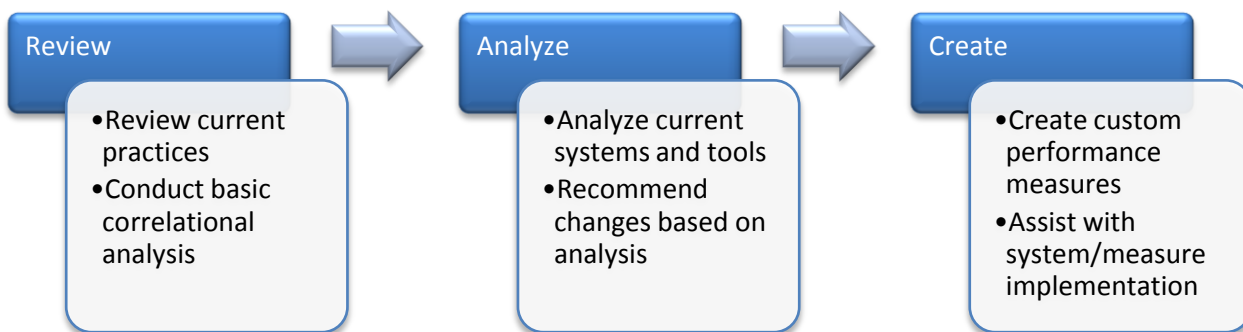 Review
•Review current
practices
•Conduct basic
correlational
analysis
Analyze
•Analyze current
systems and tools
•Recommend
changes based on
analysis
Create
•Create custom
performance
measures
•Assist with
system/measure
implementation